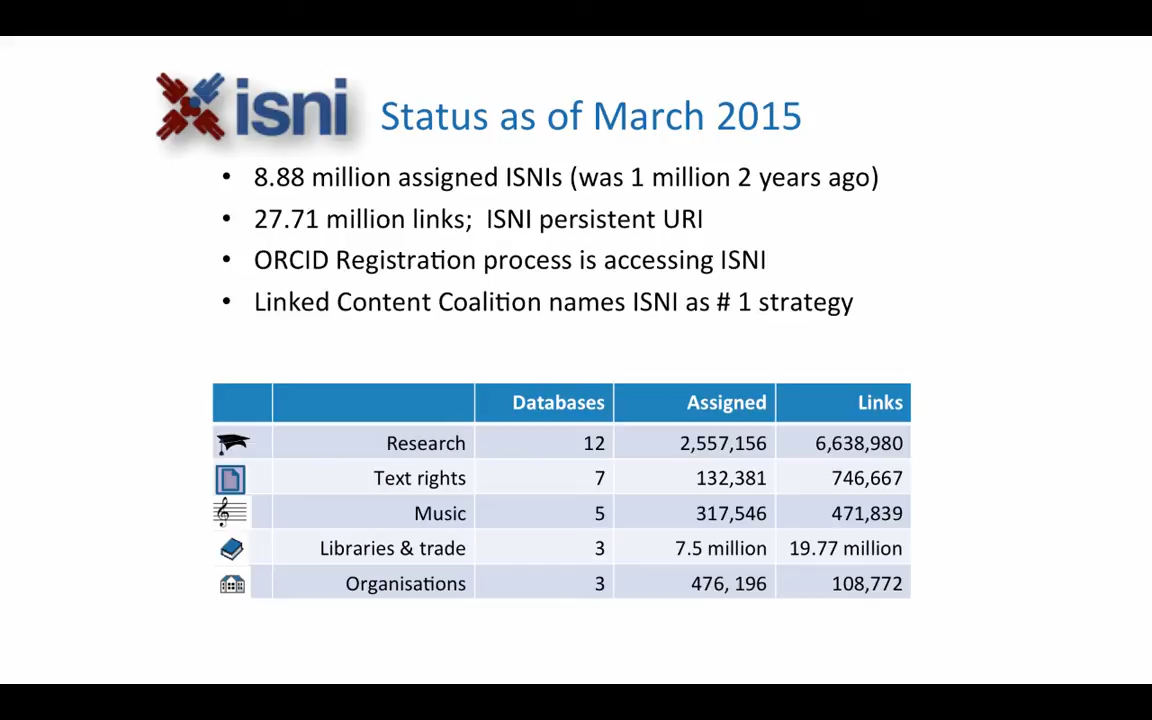 isni
Status as of March 2015
• 8.88 million assigned ISNIs (was 1 million 2 years ago)
• 27.71 million links;  ISNI persistent URI
• ORCID Registration process is accessing ISNI
• Linked Content Coalition names ISNI as # 1 strategy
Databases Assigned Links
Research 12 2,557,156 6,638,980
Text rights 7 132,381 746,667
Music 5 317,546 471,839
Libraries & trade 3 7.5 million 19.77 million
Organisations 3 476, 196 108,772